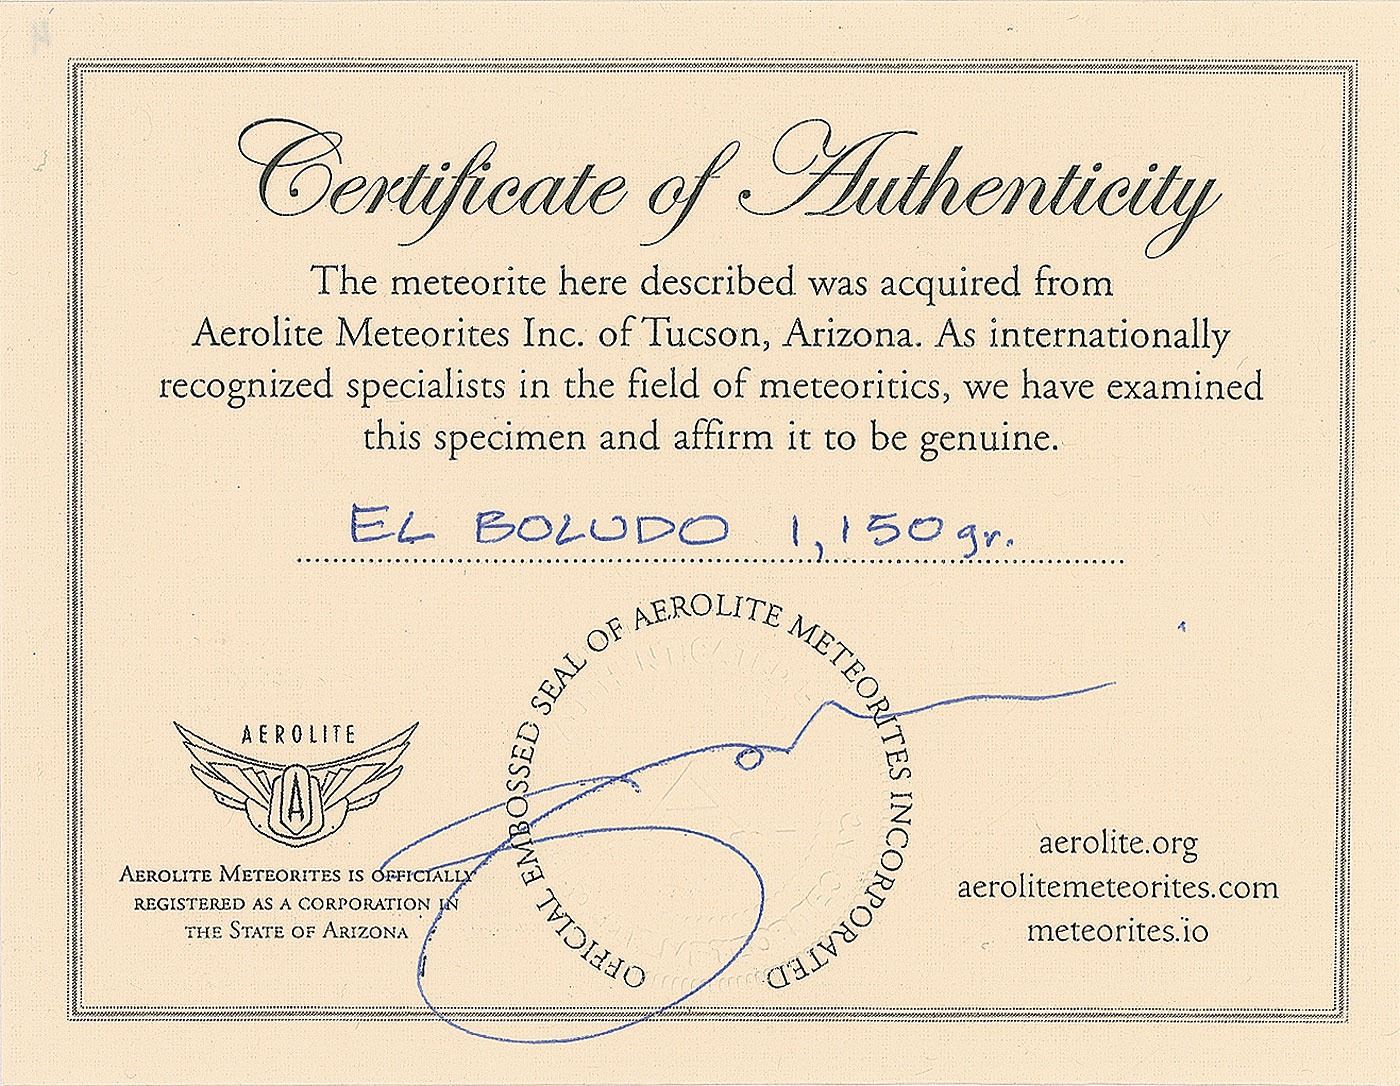 Certificate of Authenticity
The meteorite here described was acquired from
Aerolite Meteorites Inc. of Tucson, Arizona. As internationally
recognized specialists in the field of meteoritics, we have examined
this specimen and affirm it to be genuine.
EL BOLUDO 1,150 gr.
OFFICIAL EMBOSSED SEAL OF AEROLITE METEORITES INCORPORATED
AEROLITE
A
AEROLITE METEORITES IS OFFICIALLY
REGISTERED AS A CORPORATION IN
THE STATE OF ARIZONA
aerolite.org
aerolitemeteorites.com
meteorites.io